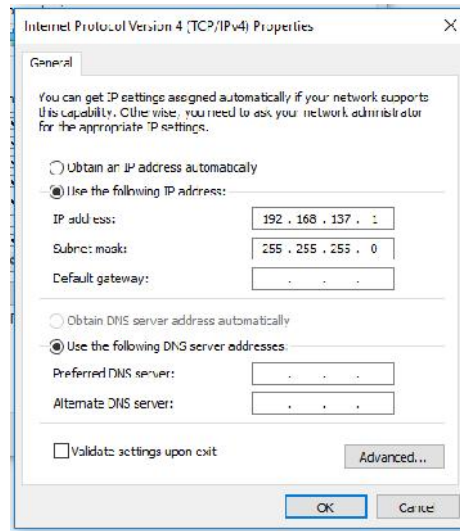 Internet Protocol Version 4 (TCP/IPv4) Properties
General
You can get IP settings assigned automatically if your network supports
this capability. Otherwise, you need to ask your network administrator
for the appropriate IP settings.
Obtain an IP address automatically
Use the following IP address:
IP address:
192 . 168 . 137 . 1
Subnet mask:
255 . 255 . 255 . 0
Default gateway:
. . .
Obtain DNS server address automatically
Use the following DNS server addresses:
Preferred DNS server:
. . .
Alternate DNS server:
. . .
Validate settings upon exit
Advanced...
OK
Cancel